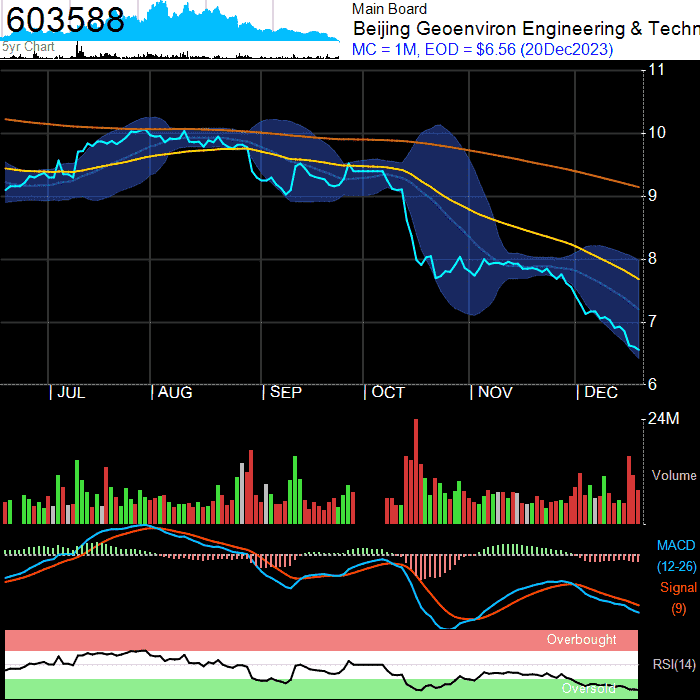 603588
5yr Chart
Main Board
Beijing Geoenviron Engineering & Techn
MC = 1M, EOD = $6.56 (20Dec2023)
11
10
9
8
7
6
| JUL | AUG | SEP | OCT | NOV | DEC
24M
Volume
MACD
(12-26)
Signal
(9)
Overbought
RSI(14)
Oversold